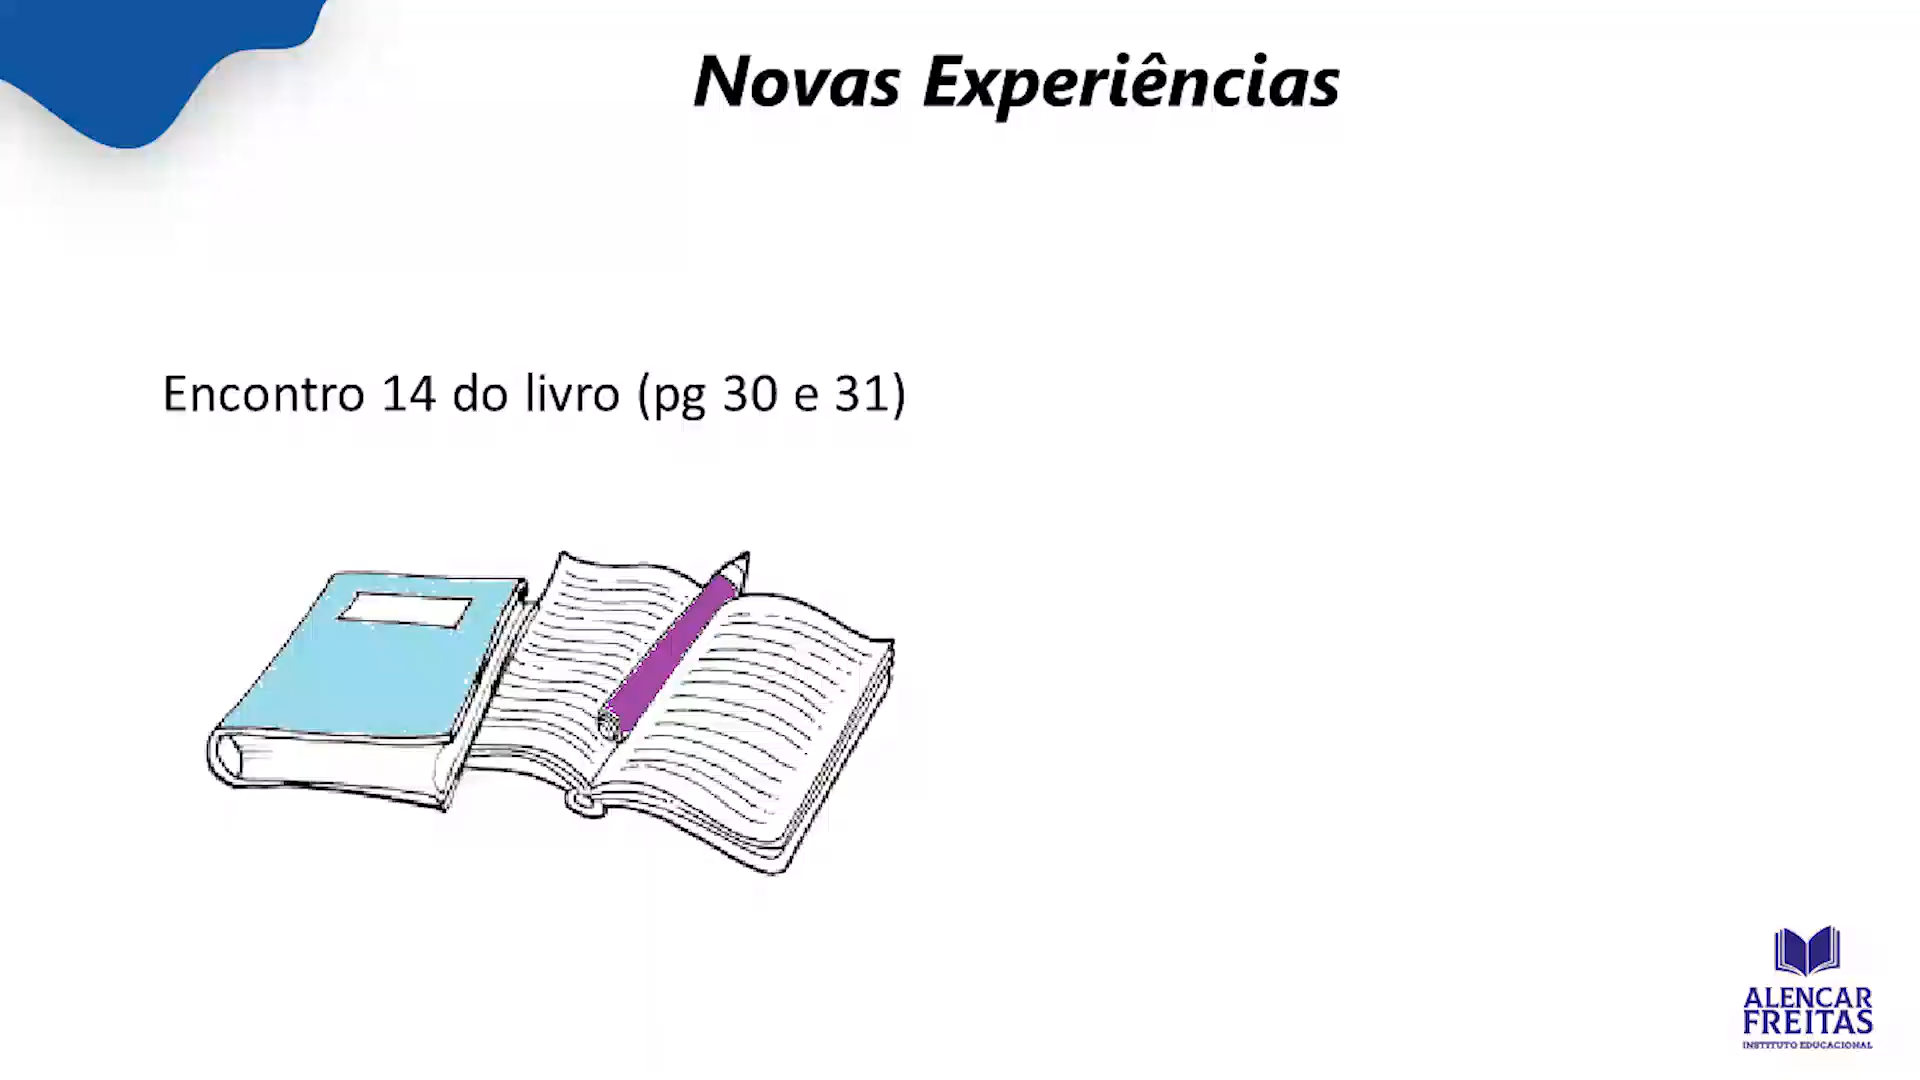 Novas Experiências
Encontro 14 do livro (pg 30 e 31)
ALENCAR
FREITAS
INSTITUTO EDUCACIONAL